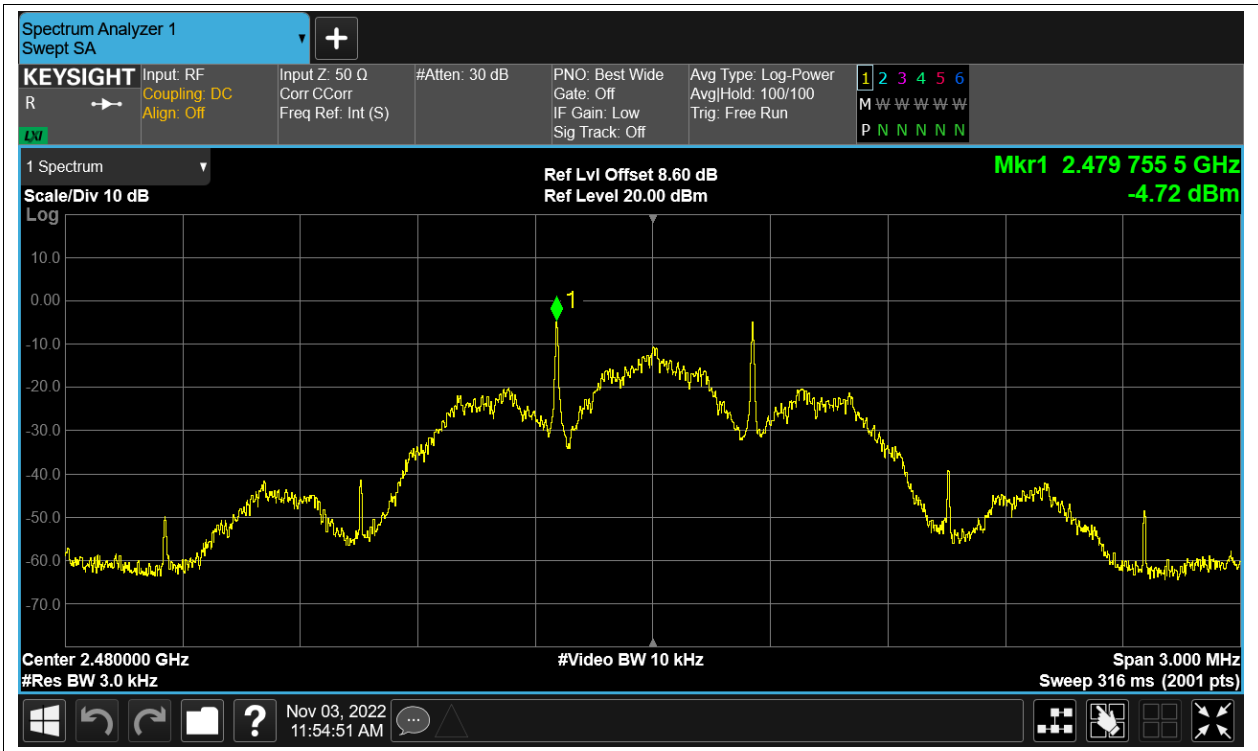 Spectrum Analyzer 1
Swept SA
KEYSIGHT
R
LXI
Input: RF
Coupling: DC
Align: Off
Input Z: 50 Ω
Corr CCorr
Freq Ref: Int (S)
#Atten: 30 dB
PNO: Best Wide
Gate: Off
IF Gain: Low
Sig Track: Off
Avg Type: Log-Power
Avg|Hold: 100/100
Trig: Free Run
1 2 3 4 5 6
M W W W W W
P N N N N N
1 Spectrum
Scale/Div 10 dB
Log
Ref Lvl Offset 8.60 dB
Ref Level 20.00 dBm
Mkr1 2.479 755 5 GHz
-4.72 dBm
10.0
0.00
-10.0
-20.0
-30.0
-40.0
-50.0
-60.0
-70.0
1
Center 2.480000 GHz
#Res BW 3.0 kHz
#Video BW 10 kHz
Span 3.000 MHz
Sweep 316 ms (2001 pts)
?
Nov 03, 2022
11:54:51 AM